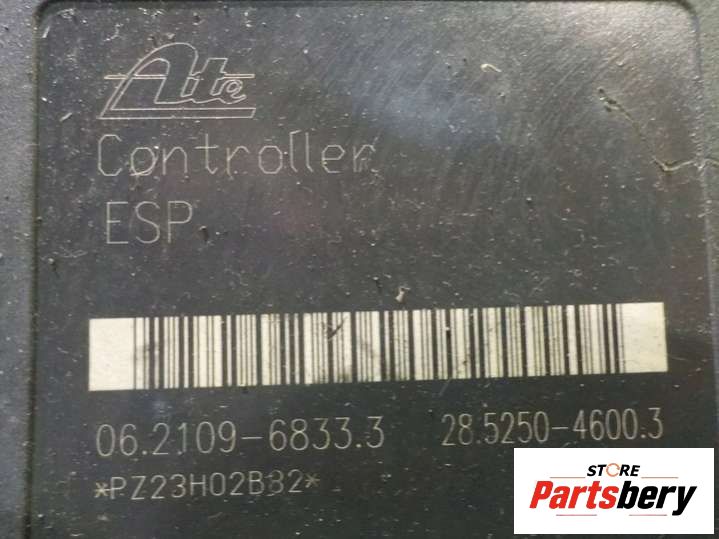 Ate
Controller
ESP
06.2109-6833.3 28.5250-4600.3
*PZ23H02B32*
STORE
Partsbery